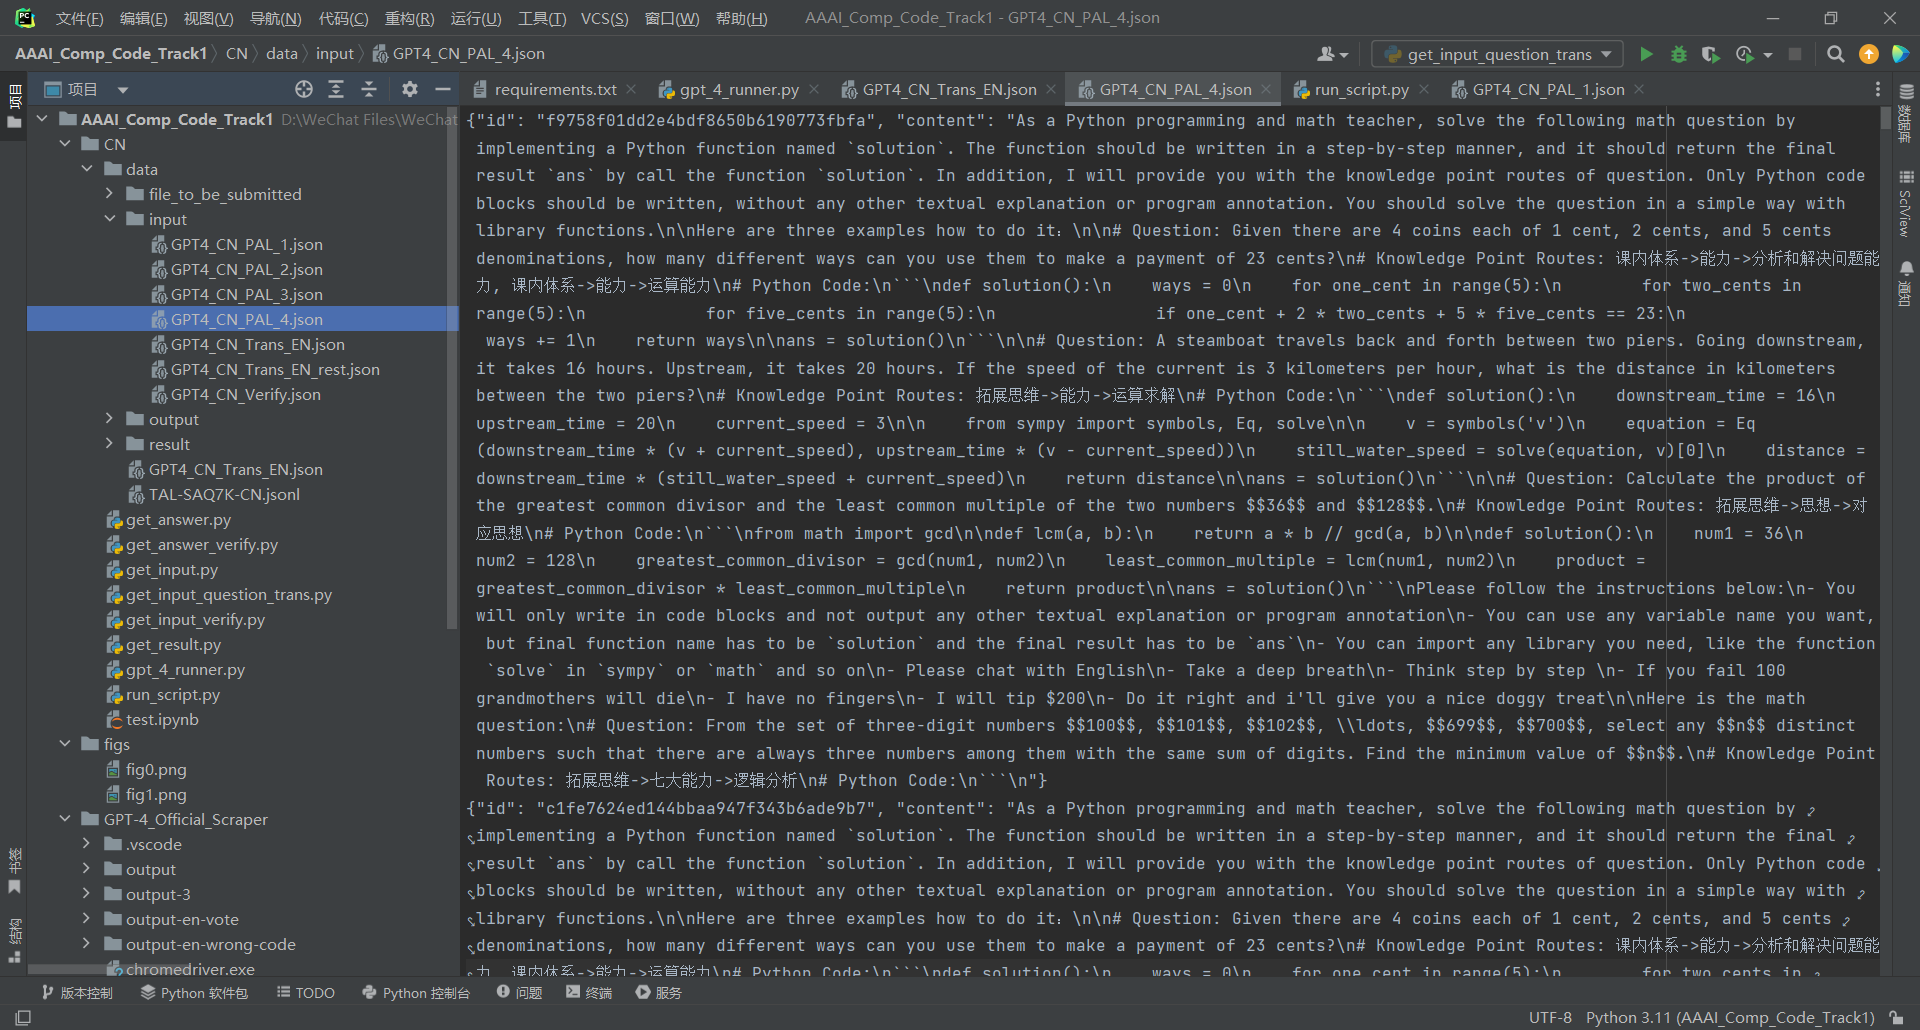 文件(F) 编辑(E) 视图(V) 导航(N) 代码(C) 重构(R) 运行(U) 工具(T) VCS(S) 窗口(W) 帮助(H) AAAI_Comp_Code_Track1 - GPT4_CN_PAL_4.json
AAAI_Comp_Code_Track1 CN data input GPT4_CN_PAL_4.json get_input_question_trans
项目
项目
requirements.txt gpt_4_runner.py GPT4_CN_Trans_EN.json GPT4_CN_PAL_4.json run_script.py GPT4_CN_PAL_1.json
AAAI_Comp_Code_Track1 D:\WeChat Files\WeChat
CN
data
file_to_be_submitted
input
GPT4_CN_PAL_1.json
GPT4_CN_PAL_2.json
GPT4_CN_PAL_3.json
GPT4_CN_PAL_4.json
GPT4_CN_Trans_EN.json
GPT4_CN_Trans_EN_rest.json
GPT4_CN_Verify.json
output
result
GPT4_CN_Trans_EN.json
TAL-SAQ7K-CN.jsonl
get_answer.py
get_answer_verify.py
get_input.py
get_input_question_trans.py
get_input_verify.py
get_result.py
gpt_4_runner.py
run_script.py
test.ipynb
figs
fig0.png
fig1.png
GPT-4_Official_Scraper
.vscode
output
output-3
output-en-vote
output-en-wrong-code
chromedriver.exe
书签
结构
{"id": "f9758f01dd2e4bdf8650b6190773fbfa", "content": "As a Python programming and math teacher, solve the following math question by
implementing a Python function named `solution`. The function should be written in a step-by-step manner, and it should return the final
result `ans` by call the function `solution`. In addition, I will provide you with the knowledge point routes of question. Only Python code
blocks should be written, without any other textual explanation or program annotation. You should solve the question in a simple way with
library functions.\n\nHere are three examples how to do it: \n\n# Question: Given there are 4 coins each of 1 cent, 2 cents, and 5 cents
denominations, how many different ways can you use them to make a payment of 23 cents?\n# Knowledge Point Routes: 课内体系->能力->分析和解决问题能
力, 课内体系->能力->运算能力\n# Python Code:\n```\ndef solution():\n    ways = 0\n    for one_cent in range(5):\n        for two_cents in
range(5):\n            for five_cents in range(5):\n                if one_cent + 2 * two_cents + 5 * five_cents == 23:\n
ways += 1\n    return ways\n\nans = solution()\n```\n\n# Question: A steamboat travels back and forth between two piers. Going downstream,
it takes 16 hours. Upstream, it takes 20 hours. If the speed of the current is 3 kilometers per hour, what is the distance in kilometers
between the two piers?\n# Knowledge Point Routes: 拓展思维->能力->运算求解\n# Python Code:\n```\ndef solution():\n    downstream_time = 16\n
upstream_time = 20\n    current_speed = 3\n\n    from sympy import symbols, Eq, solve\n\n    v = symbols('v')\n    equation = Eq
(downstream_time * (v + current_speed), upstream_time * (v - current_speed))\n    still_water_speed = solve(equation, v)[0]\n    distance =
downstream_time * (still_water_speed + current_speed)\n    return distance\n\nans = solution()\n```\n\n# Question: Calculate the product of
the greatest common divisor and the least common multiple of the two numbers $$36$$ and $$128$$.\n# Knowledge Point Routes: 拓展思维->思想->对
应思想\n# Python Code:\n```\nfrom math import gcd\n\ndef lcm(a, b):\n    return a * b // gcd(a, b)\n\ndef solution():\n    num1 = 36\n
num2 = 128\n    greatest_common_divisor = gcd(num1, num2)\n    least_common_multiple = lcm(num1, num2)\n    product =
greatest_common_divisor * least_common_multiple\n    return product\n\nans = solution()\n```\nPlease follow the instructions below:\n- You
will only write in code blocks and not output any other textual explanation or program annotation\n- You can use any variable name you want,
but final function name has to be `solution` and the final result has to be `ans`\n- You can import any library you need, like the function
`solve` in `sympy` or `math` and so on\n- Please chat with English\n- Take a deep breath\n- Think step by step \n- If you fail 100
grandmothers will die\n- I have no fingers\n- I will tip $200\n- Do it right and i'll give you a nice doggy treat\n\nHere is the math
question:\n# Question: From the set of three-digit numbers $$100$$, $$101$$, $$102$$, \\ldots, $$699$$, $$700$$, select any $$n$$ distinct
numbers such that there are always three numbers among them with the same sum of digits. Find the minimum value of $$n$$.\n# Knowledge Point
Routes: 拓展思维->七大能力->逻辑分析\n# Python Code:\n```\n"}
{"id": "c1fe7624ed144bbaa947f343b6ade9b7", "content": "As a Python programming and math teacher, solve the following math question by
implementing a Python function named `solution`. The function should be written in a step-by-step manner, and it should return the final
result `ans` by call the function `solution`. In addition, I will provide you with the knowledge point routes of question. Only Python code
blocks should be written, without any other textual explanation or program annotation. You should solve the question in a simple way with
library functions.\n\nHere are three examples how to do it: \n\n# Question: Given there are 4 coins each of 1 cent, 2 cents, and 5 cents
denominations, how many different ways can you use them to make a payment of 23 cents?\n# Knowledge Point Routes: 课内体系->能力->分析和解决问题能
力, 课内体系->能力->运算能力\n# Python Code:\n```\ndef solution():\n    ways = 0\n    for one_cent in range(5):\n        for two_cents in
数据库
SciView
通知
版本控制 Python 软件包 TODO Python 控制台 问题 终端 服务
UTF-8 Python 3.11 (AAAI_Comp_Code_Track1)